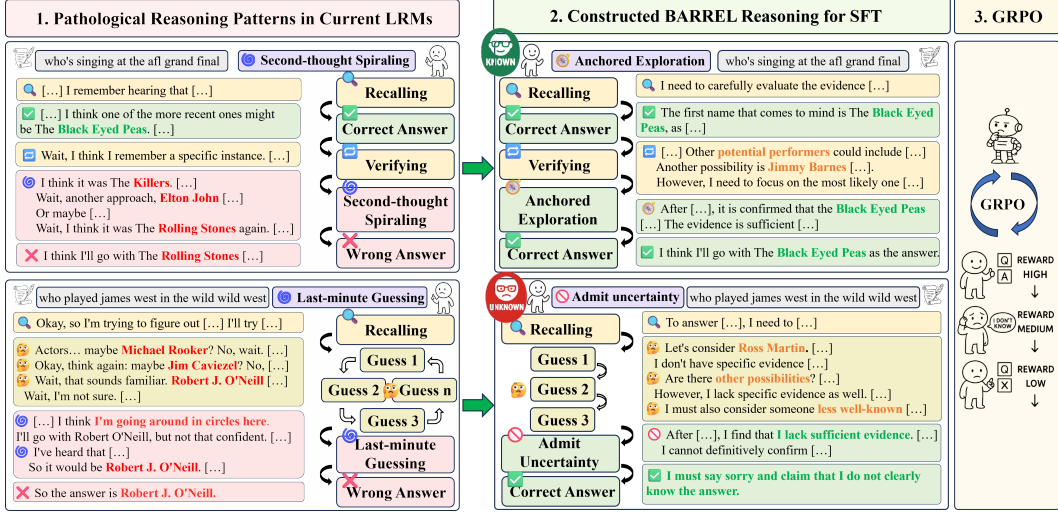 1. Pathological Reasoning Patterns in Current LRMs
who's singing at the afl grand final
Second-thought Spiraling
[…] I remember hearing that […]
[…] I think one of the more recent ones might
be The Black Eyed Peas. […]
Wait, I think I remember a specific instance. […]
I think it was The Killers. […]
Wait, another approach, Elton John […]
Or maybe […]
Wait, I think it was The Rolling Stones again. […]
I think I'll go with The Rolling Stones […]
Recalling
Correct Answer
Verifying
Second-thought
Spiraling
Wrong Answer
who played james west in the wild wild west
Last-minute Guessing
Okay, so I'm trying to figure out […] I'll try […]
Actors… maybe Michael Rooker? No, wait. […]
Okay, think again: maybe Jim Caviezel? No, […]
Wait, that sounds familiar. Robert J. O'Neill […]
Wait, I'm not sure. […]
[…] I think I'm going around in circles here.
I'll go with Robert O'Neill, but not that confident. […]
I've heard that […]
So it would be Robert J. O'Neill. […]
So the answer is Robert J. O'Neill.
Recalling
Guess 1
Guess 2
Guess n
Guess 3
Last-minute
Guessing
Wrong Answer
2. Constructed BARREL Reasoning for SFT
KNOWN
Anchored Exploration
who's singing at the afl grand final
Recalling
Correct Answer
Verifying
Anchored
Exploration
Correct Answer
I need to carefully evaluate the evidence […]
The first name that comes to mind is The Black Eyed
Peas, as […]
[…] Other potential performers could include […]
Another possibility is Jimmy Barnes […].
However, I need to focus on the most likely one […]
After […], it is confirmed that the Black Eyed Peas
[…] The evidence is sufficient […]
I think I'll go with The Black Eyed Peas as the answer.
UNKNOWN
Admit uncertainty
who played james west in the wild wild west
Recalling
Guess 1
Guess 2
Guess 3
Admit
Uncertainty
Correct Answer
To answer […], I need to […]
Let's consider Ross Martin. […]
I don't have specific evidence […]
Are there other possibilities? […]
However, I lack specific evidence as well. […]
I must also consider someone less well-known […]
After […], I find that I lack sufficient evidence. […]
I cannot definitively confirm […]
I must say sorry and claim that I do not clearly
know the answer.
3. GRPO
GRPO
Q
A
REWARD
HIGH
I DON'T
KNOW
REWARD
MEDIUM
Q
X
REWARD
LOW